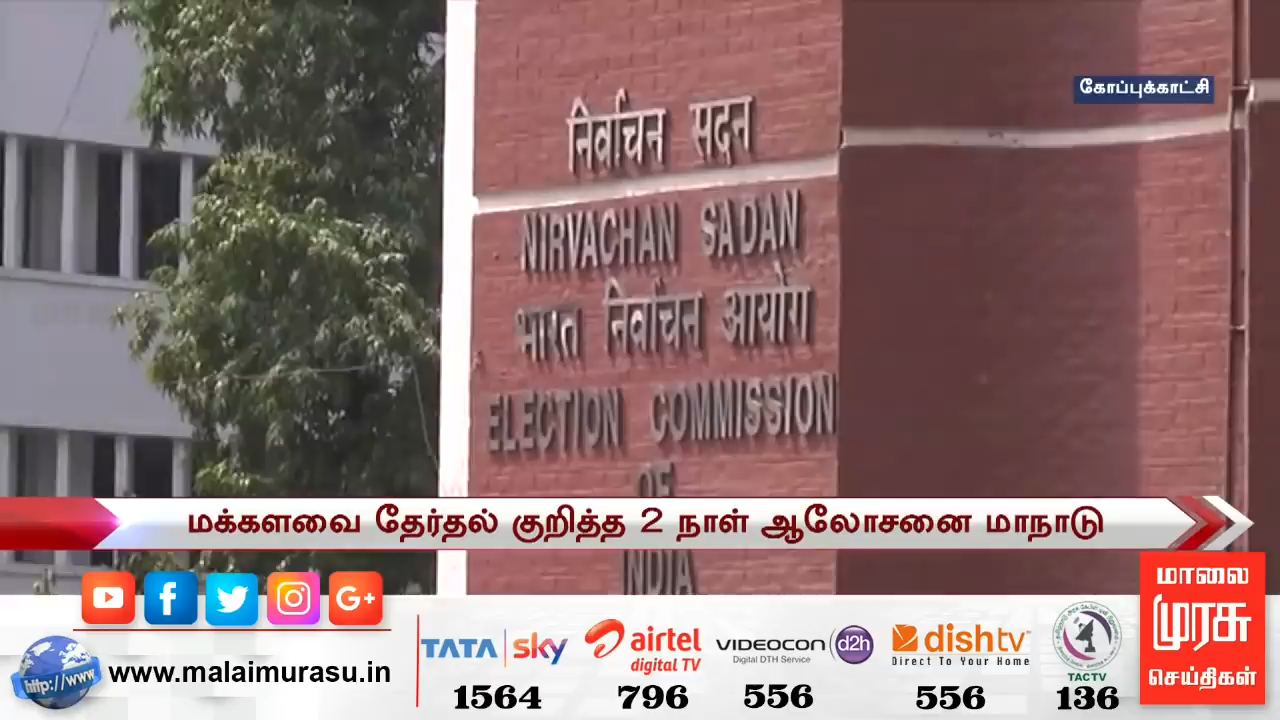 கோப்புக்காட்சி
निर्वाचन सदन
NIRVACHAN SADAN
भारत निर्वाचन आयोग
ELECTION COMMISSION
OF
INDIA
மக்களவை தேர்தல் குறித்த 2 நாள் ஆலோசனை மாநாடு
மாலை
முரசு
செய்திகள்
G+
http://www
www.malaimurasu.in
TATA sky
1564
airtel
digital TV
796
VIDEOCON d2h
Digital DTH Service
556
dishtv
Direct To Your Home
556
TACTV
136